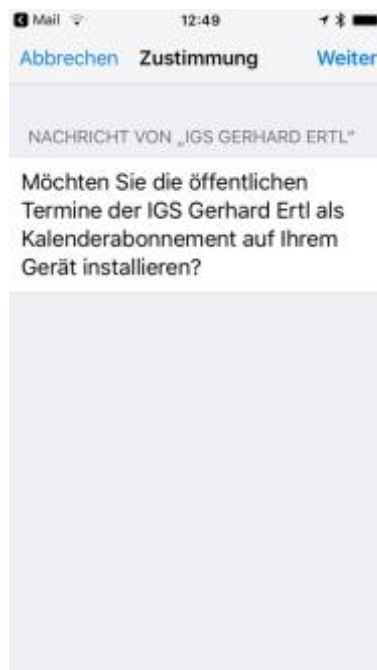 Mail 12:49
Abbrechen Zustimmung Weiter
NACHRICHT VON „IGS GERHARD ERTL“
Möchten Sie die öffentlichen
Termine der IGS Gerhard Ertl als
Kalenderabonnement auf Ihrem
Gerät installieren?